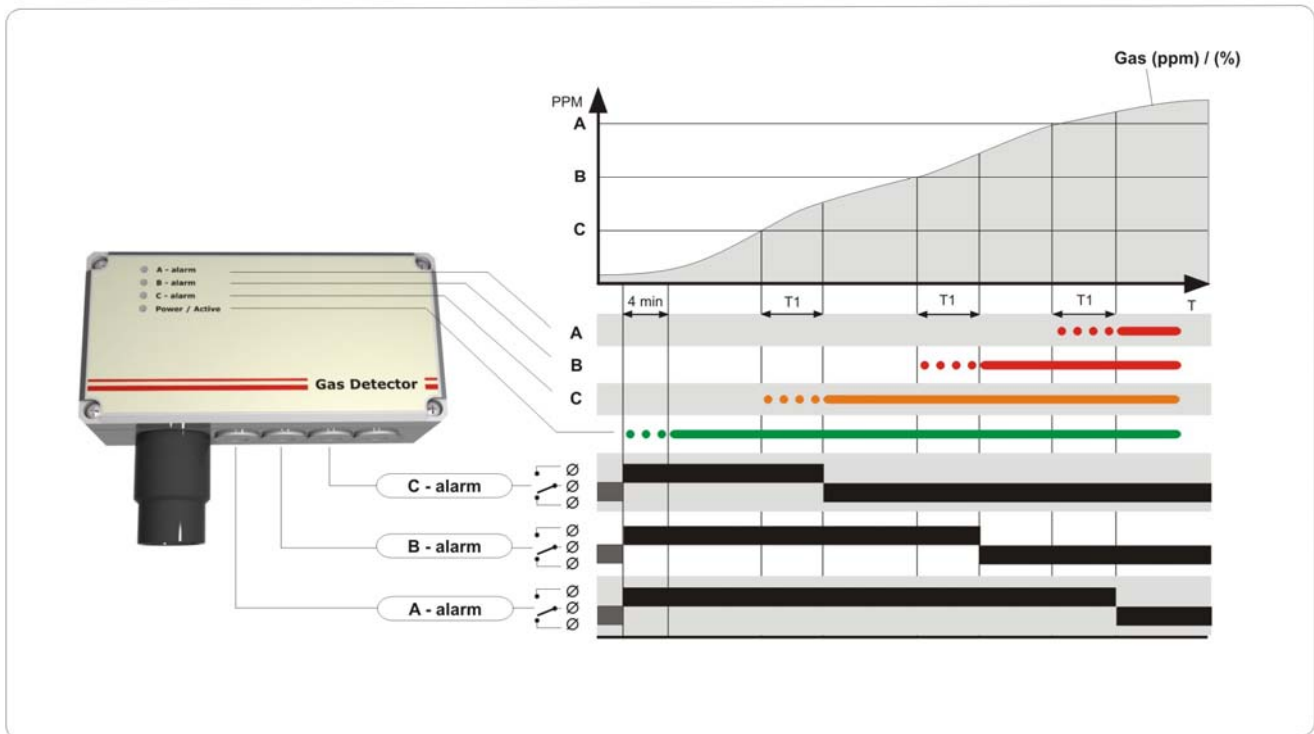 Gas (ppm) / (%)
PPM
A
B
C
A - alarm
B - alarm
C - alarm
Power / Active
Gas Detector
4 min
T1
T1
T1
T
A
B
C
C - alarm
Ø
Ø
Ø
B - alarm
Ø
Ø
Ø
A - alarm
Ø
Ø
Ø